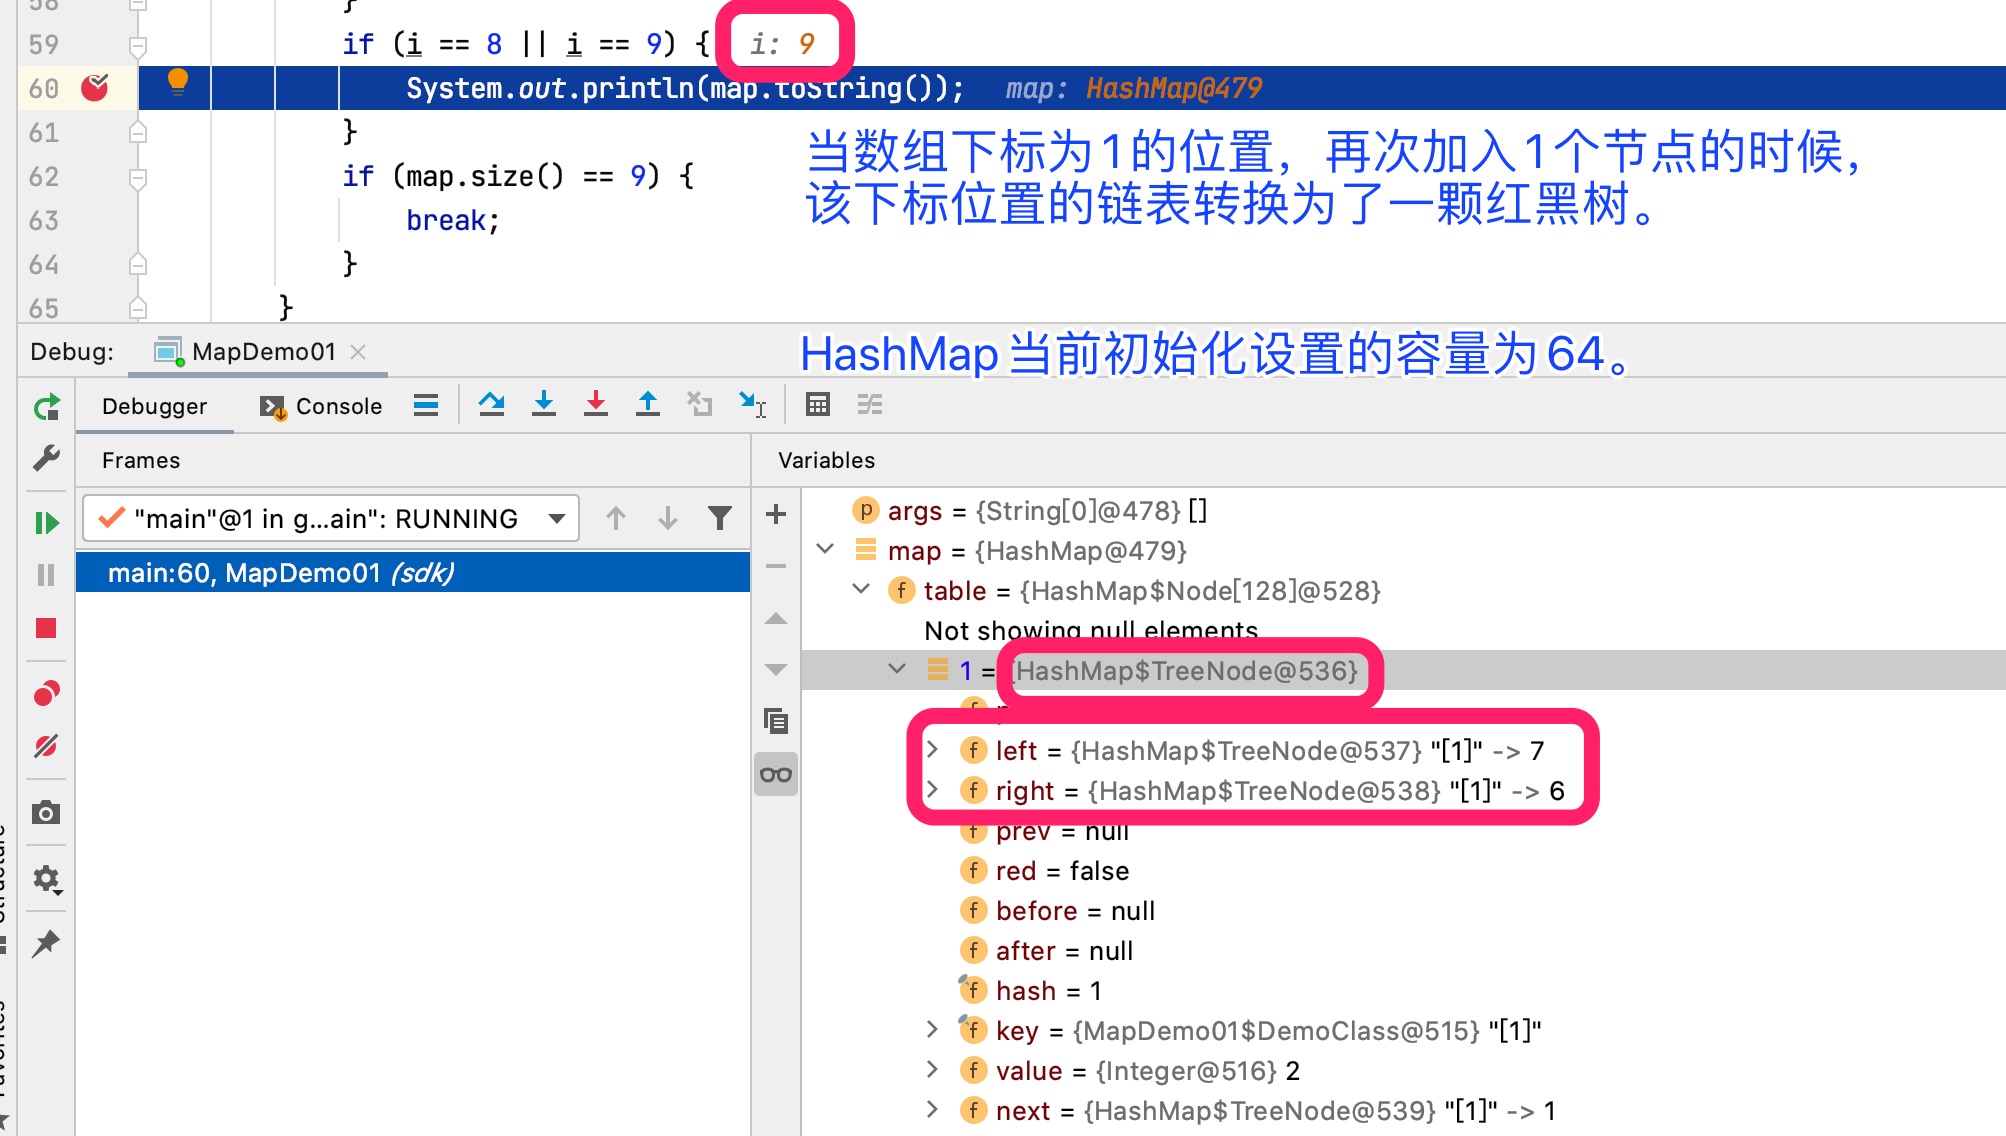 58 }
59 if (i == 8 || i == 9) { i: 9
60 System.out.println(map.toString()); map: HashMap@479
61 }
当数组下标为1的位置，再次加入1个节点的时候，
62 if (map.size() == 9) {
该下标位置的链表转换为了一颗红黑树。
63 break;
64 }
65 }
Debug: MapDemo01
HashMap当前初始化设置的容量为64。
Debugger Console
Frames
Variables
"main"@1 in g...ain": RUNNING
main:60, MapDemo01 (sdk)
args = {String[0]@478} []
map = {HashMap@479}
table = {HashMap$Node[128]@528}
Not showing null elements
1 = {HashMap$TreeNode@536}
left = {HashMap$TreeNode@537} "[1]" -> 7
right = {HashMap$TreeNode@538} "[1]" -> 6
prev = null
red = false
before = null
after = null
hash = 1
key = {MapDemo01$DemoClass@515} "[1]"
value = {Integer@516} 2
next = {HashMap$TreeNode@539} "[1]" -> 1
Structure
Favorites